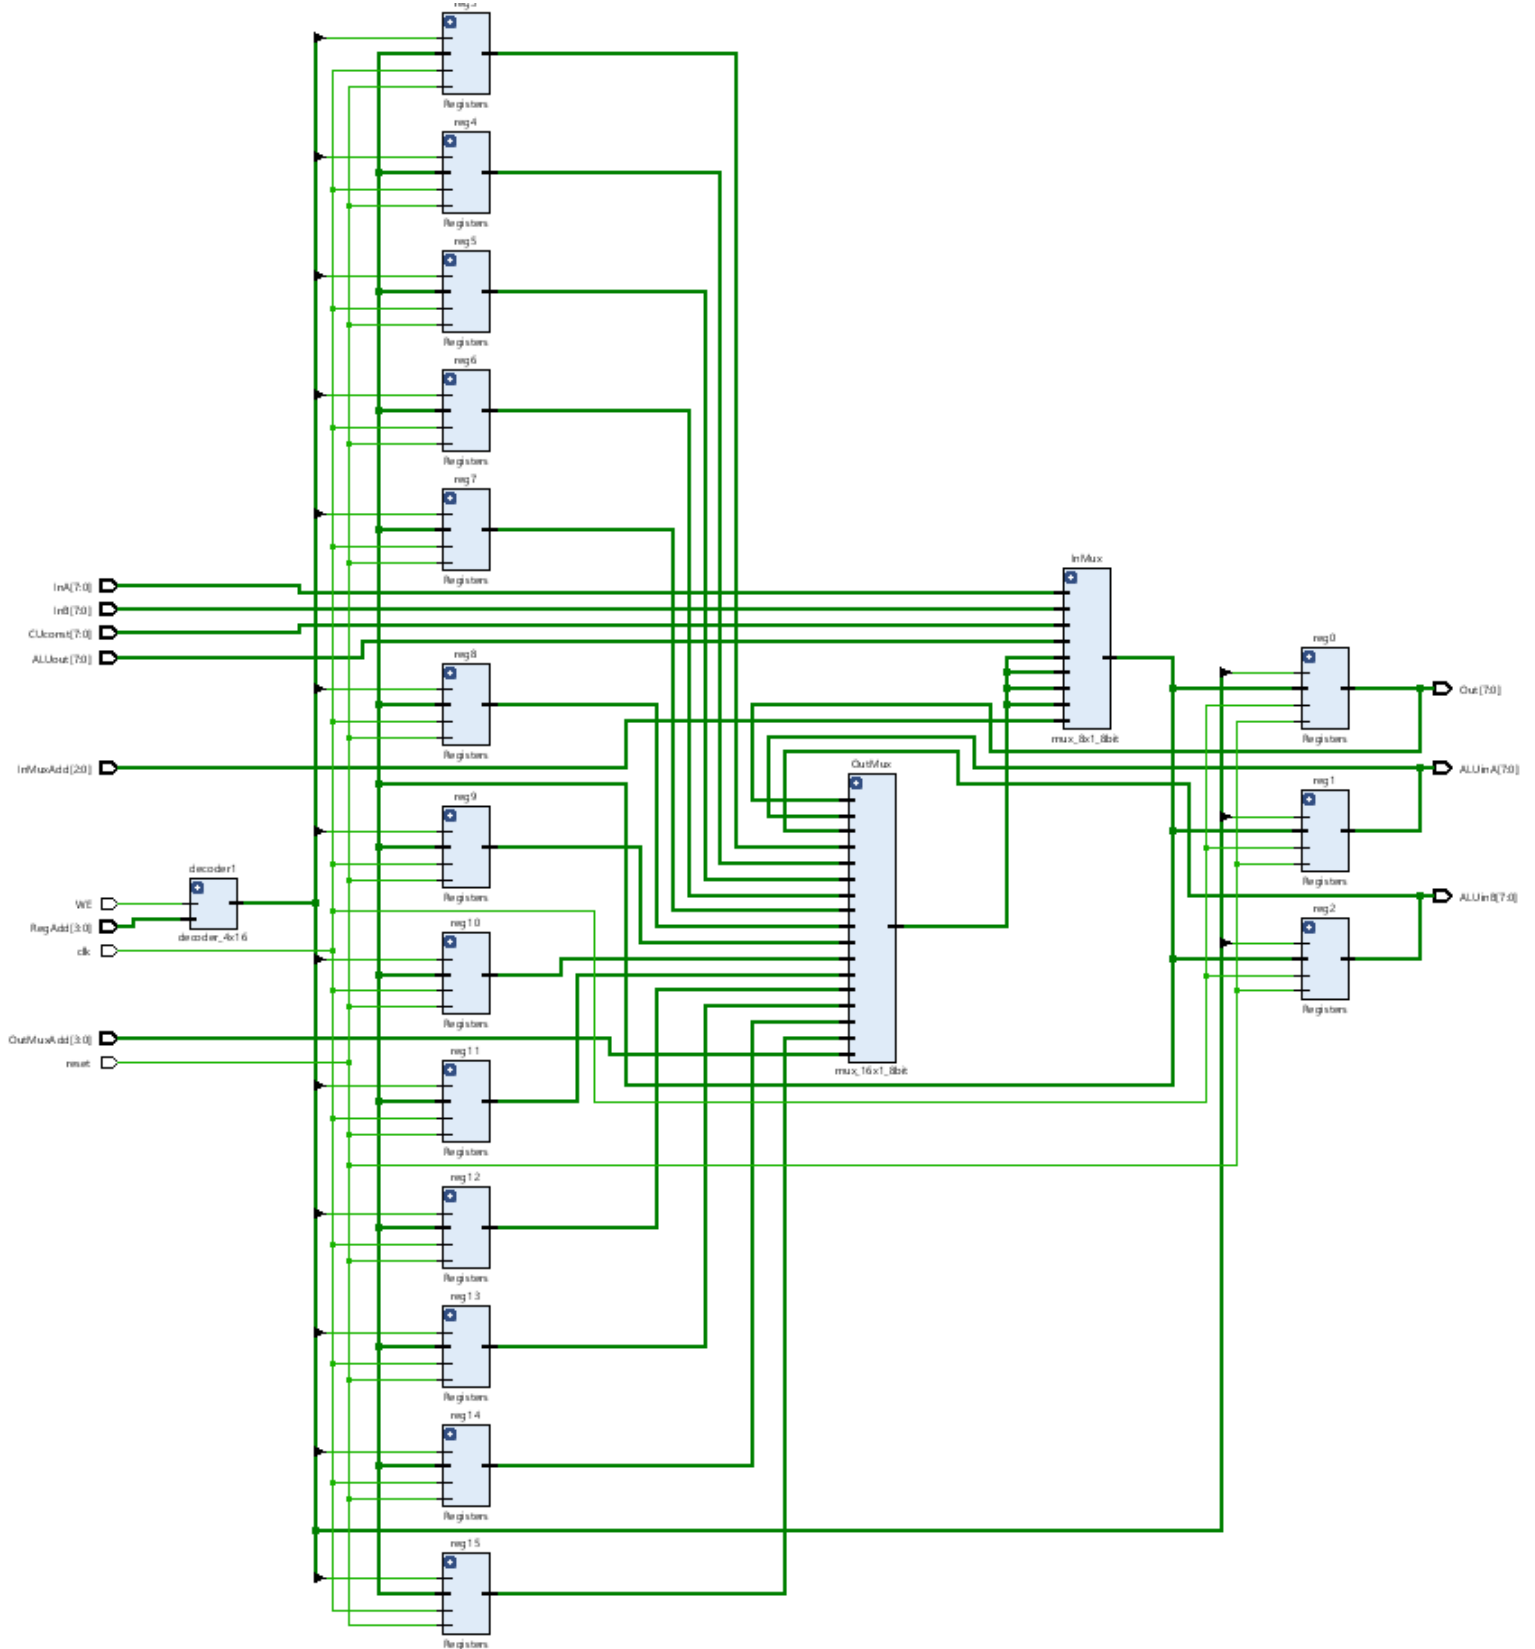 reg3
Registers
reg4
Registers
reg5
Registers
reg6
Registers
reg7
Registers
InA[7:0]
InB[7:0]
CUconst[7:0]
ALUout[7:0]
InMux
mux_8x1_8bit
reg8
Registers
reg0
Registers
Out[7:0]
InMuxAdd[2:0]
OutMux
mux_16x1_8bit
ALUinA[7:0]
reg1
Registers
reg9
Registers
decoder1
decoder_4x16
WE
RegAdd[3:0]
clk
ALUinB[7:0]
reg2
Registers
reg10
Registers
OutMuxAdd[3:0]
reset
reg11
Registers
reg12
Registers
reg13
Registers
reg14
Registers
reg15
Registers